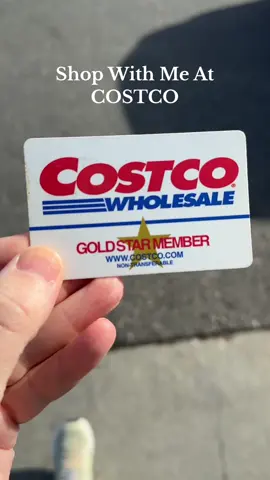 Shop With Me At
COSTCO
COSTCO
WHOLESALE
GOLD STAR MEMBER
WWW.COSTCO.COM
NON-TRANSFERABLE